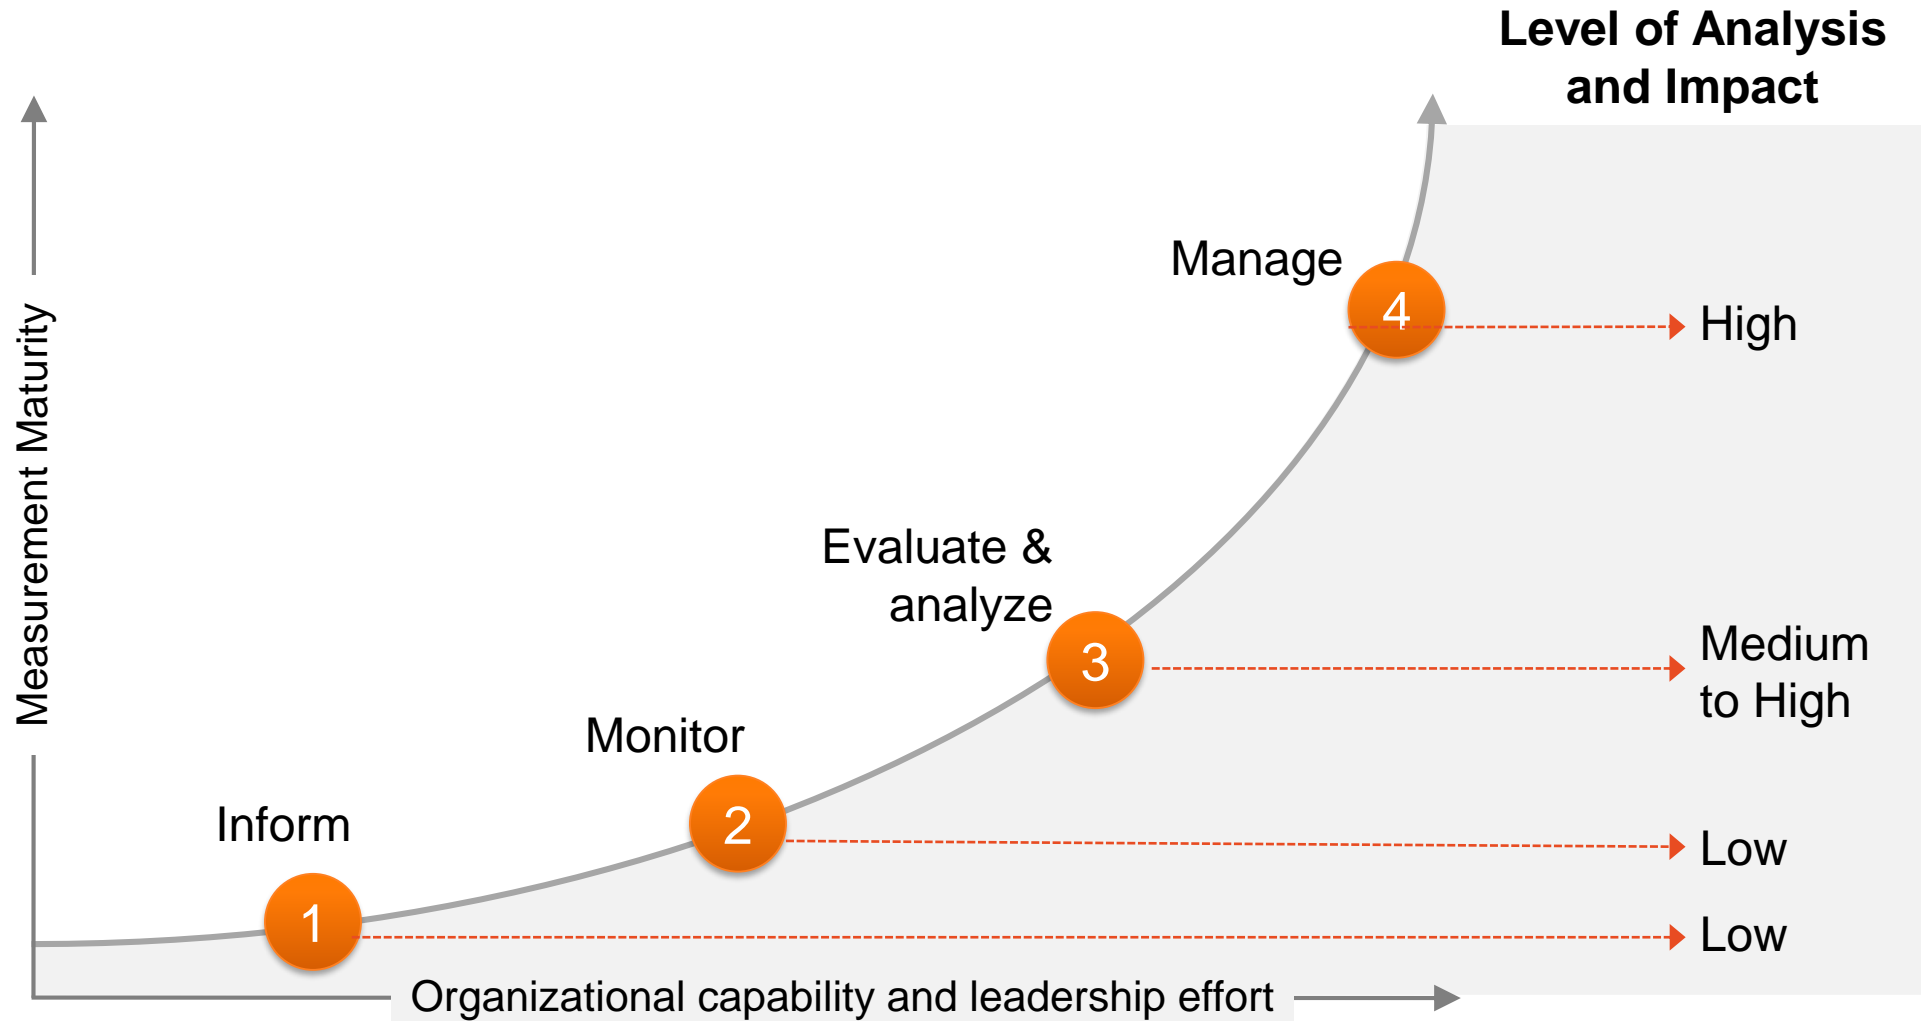 Level of Analysis
and Impact
Measurement Maturity
Manage
4
High
Evaluate &
analyze
3
Medium
to High
Monitor
2
Low
Inform
1
Low
Organizational capability and leadership effort